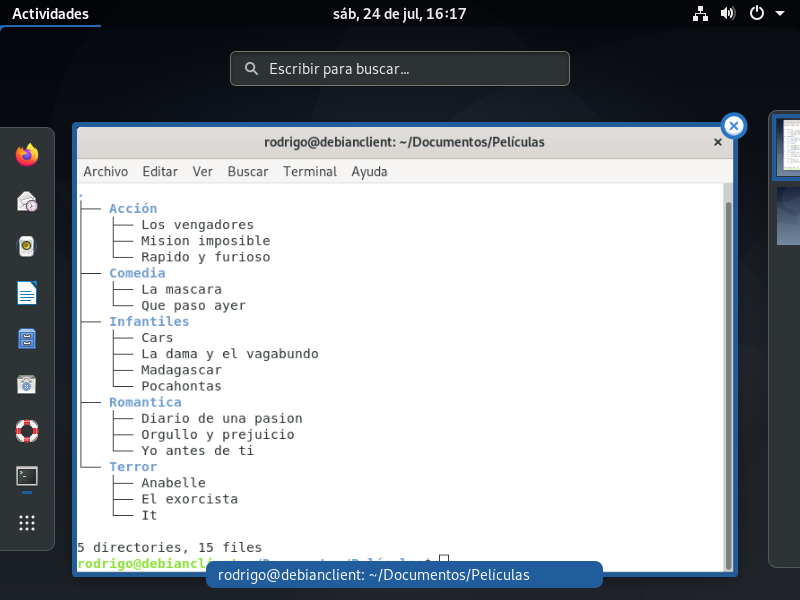 Actividades
sáb, 24 de jul, 16:17
Escribir para buscar...
rodrigo@debianclient: ~/Documentos/Películas
Archivo Editar Ver Buscar Terminal Ayuda
.
├── Acción
│   ├── Los vengadores
│   ├── Mision imposible
│   └── Rapido y furioso
├── Comedia
│   ├── La mascara
│   └── Que paso ayer
├── Infantiles
│   ├── Cars
│   ├── La dama y el vagabundo
│   ├── Madagascar
│   └── Pocahontas
├── Romantica
│   ├── Diario de una pasion
│   ├── Orgullo y prejuicio
│   └── Yo antes de ti
└── Terror
    ├── Anabelle
    ├── El exorcista
    └── It
5 directories, 15 files
rodrigo@debianclient
rodrigo@debianclient: ~/Documentos/Películas